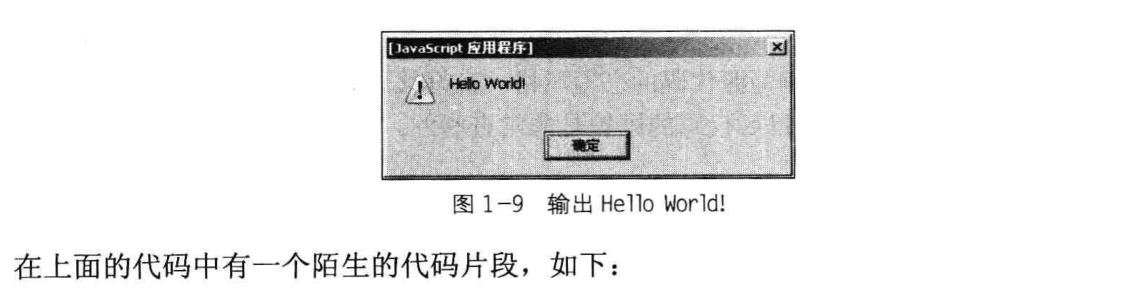 [JavaScript 应用程序]
Hello World!
确定
图 1-9 输出 Hello World!
在上面的代码中有一个陌生的代码片段，如下：